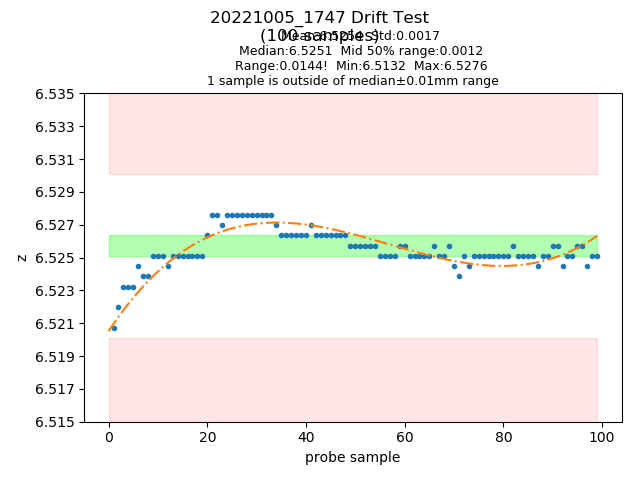 20221005_1747 Drift Test
(100 samples)
Mean:6.5254 Std:0.0017
Median:6.5251 Mid 50% range:0.0012
Range:0.0144! Min:6.5132 Max:6.5276
1 sample is outside of median±0.01mm range
6.535
6.533
6.531
6.529
6.527
6.525
6.523
6.521
6.519
6.517
6.515
z
0 20 40 60 80 100
probe sample